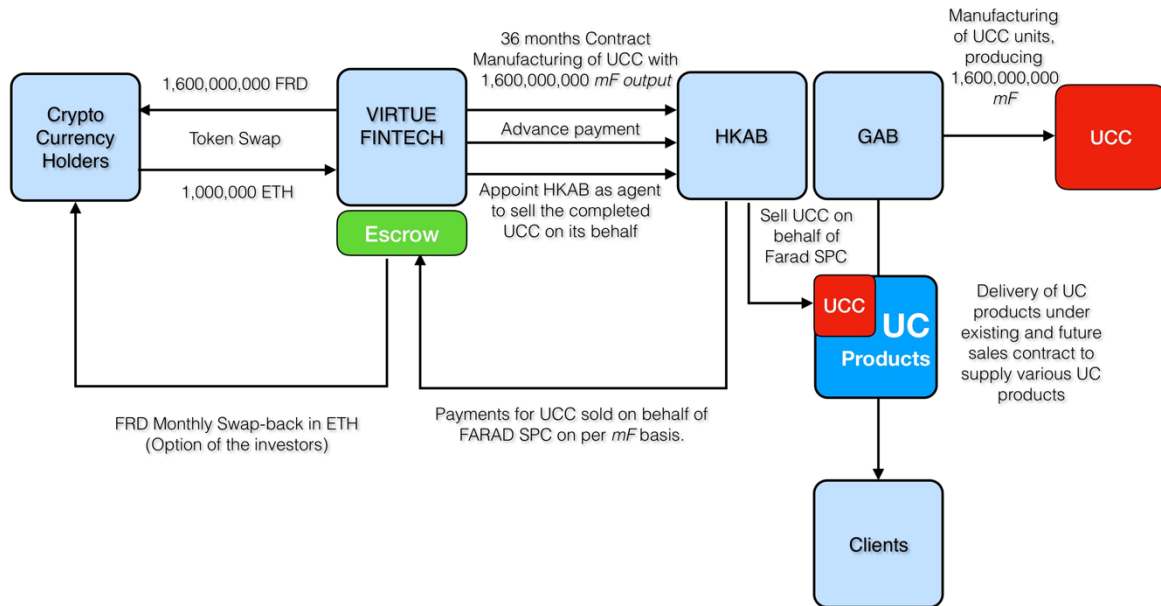 1,600,000,000 FRD
Crypto
Currency
Holders
Token Swap
1,000,000 ETH
VIRTUE
FINTECH
Escrow
36 months Contract
Manufacturing of UCC with
1,600,000,000 mF output
Advance payment
Appoint HKAB as agent
to sell the completed
UCC on its behalf
HKAB
GAB
Manufacturing
of UCC units,
producing
1,600,000,000
mF
UCC
Sell UCC on
behalf of
Farad SPC
UCC
UC
Products
Delivery of UC
products under
existing and future
sales contract to
supply various UC
products
FRD Monthly Swap-back in ETH
(Option of the investors)
Payments for UCC sold on behalf of
FARAD SPC on per mF basis.
Clients